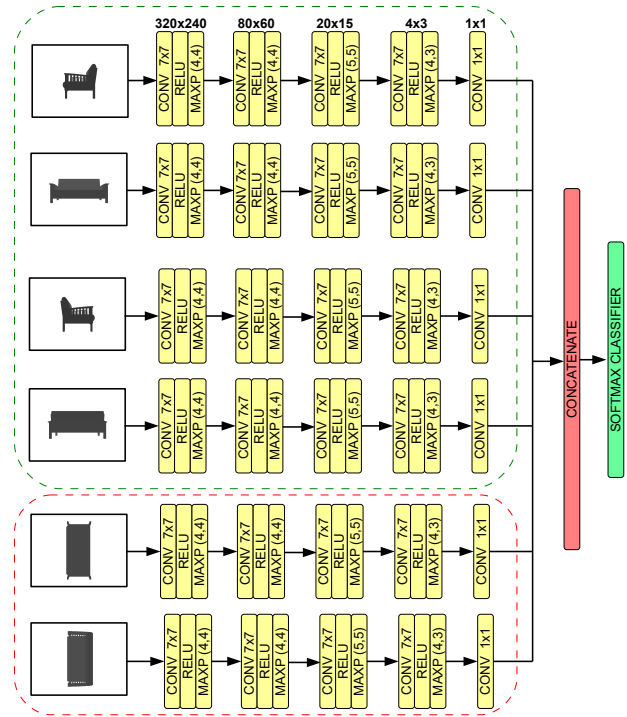 320x240 80x60 20x15 4x3 1x1
CONV 7x7 RELU MAXP (4,4) CONV 7x7 RELU MAXP (4,4) CONV 7x7 RELU MAXP (5,5) CONV 7x7 RELU MAXP (4,3) CONV 1x1
CONV 7x7 RELU MAXP (4,4) CONV 7x7 RELU MAXP (4,4) CONV 7x7 RELU MAXP (5,5) CONV 7x7 RELU MAXP (4,3) CONV 1x1
CONV 7x7 RELU MAXP (4,4) CONV 7x7 RELU MAXP (4,4) CONV 7x7 RELU MAXP (5,5) CONV 7x7 RELU MAXP (4,3) CONV 1x1
CONV 7x7 RELU MAXP (4,4) CONV 7x7 RELU MAXP (4,4) CONV 7x7 RELU MAXP (5,5) CONV 7x7 RELU MAXP (4,3) CONV 1x1
CONV 7x7 RELU MAXP (4,4) CONV 7x7 RELU MAXP (4,4) CONV 7x7 RELU MAXP (5,5) CONV 7x7 RELU MAXP (4,3) CONV 1x1
CONV 7x7 RELU MAXP (4,4) CONV 7x7 RELU MAXP (4,4) CONV 7x7 RELU MAXP (5,5) CONV 7x7 RELU MAXP (4,3) CONV 1x1
CONCATENATE
SOFTMAX CLASSIFIER